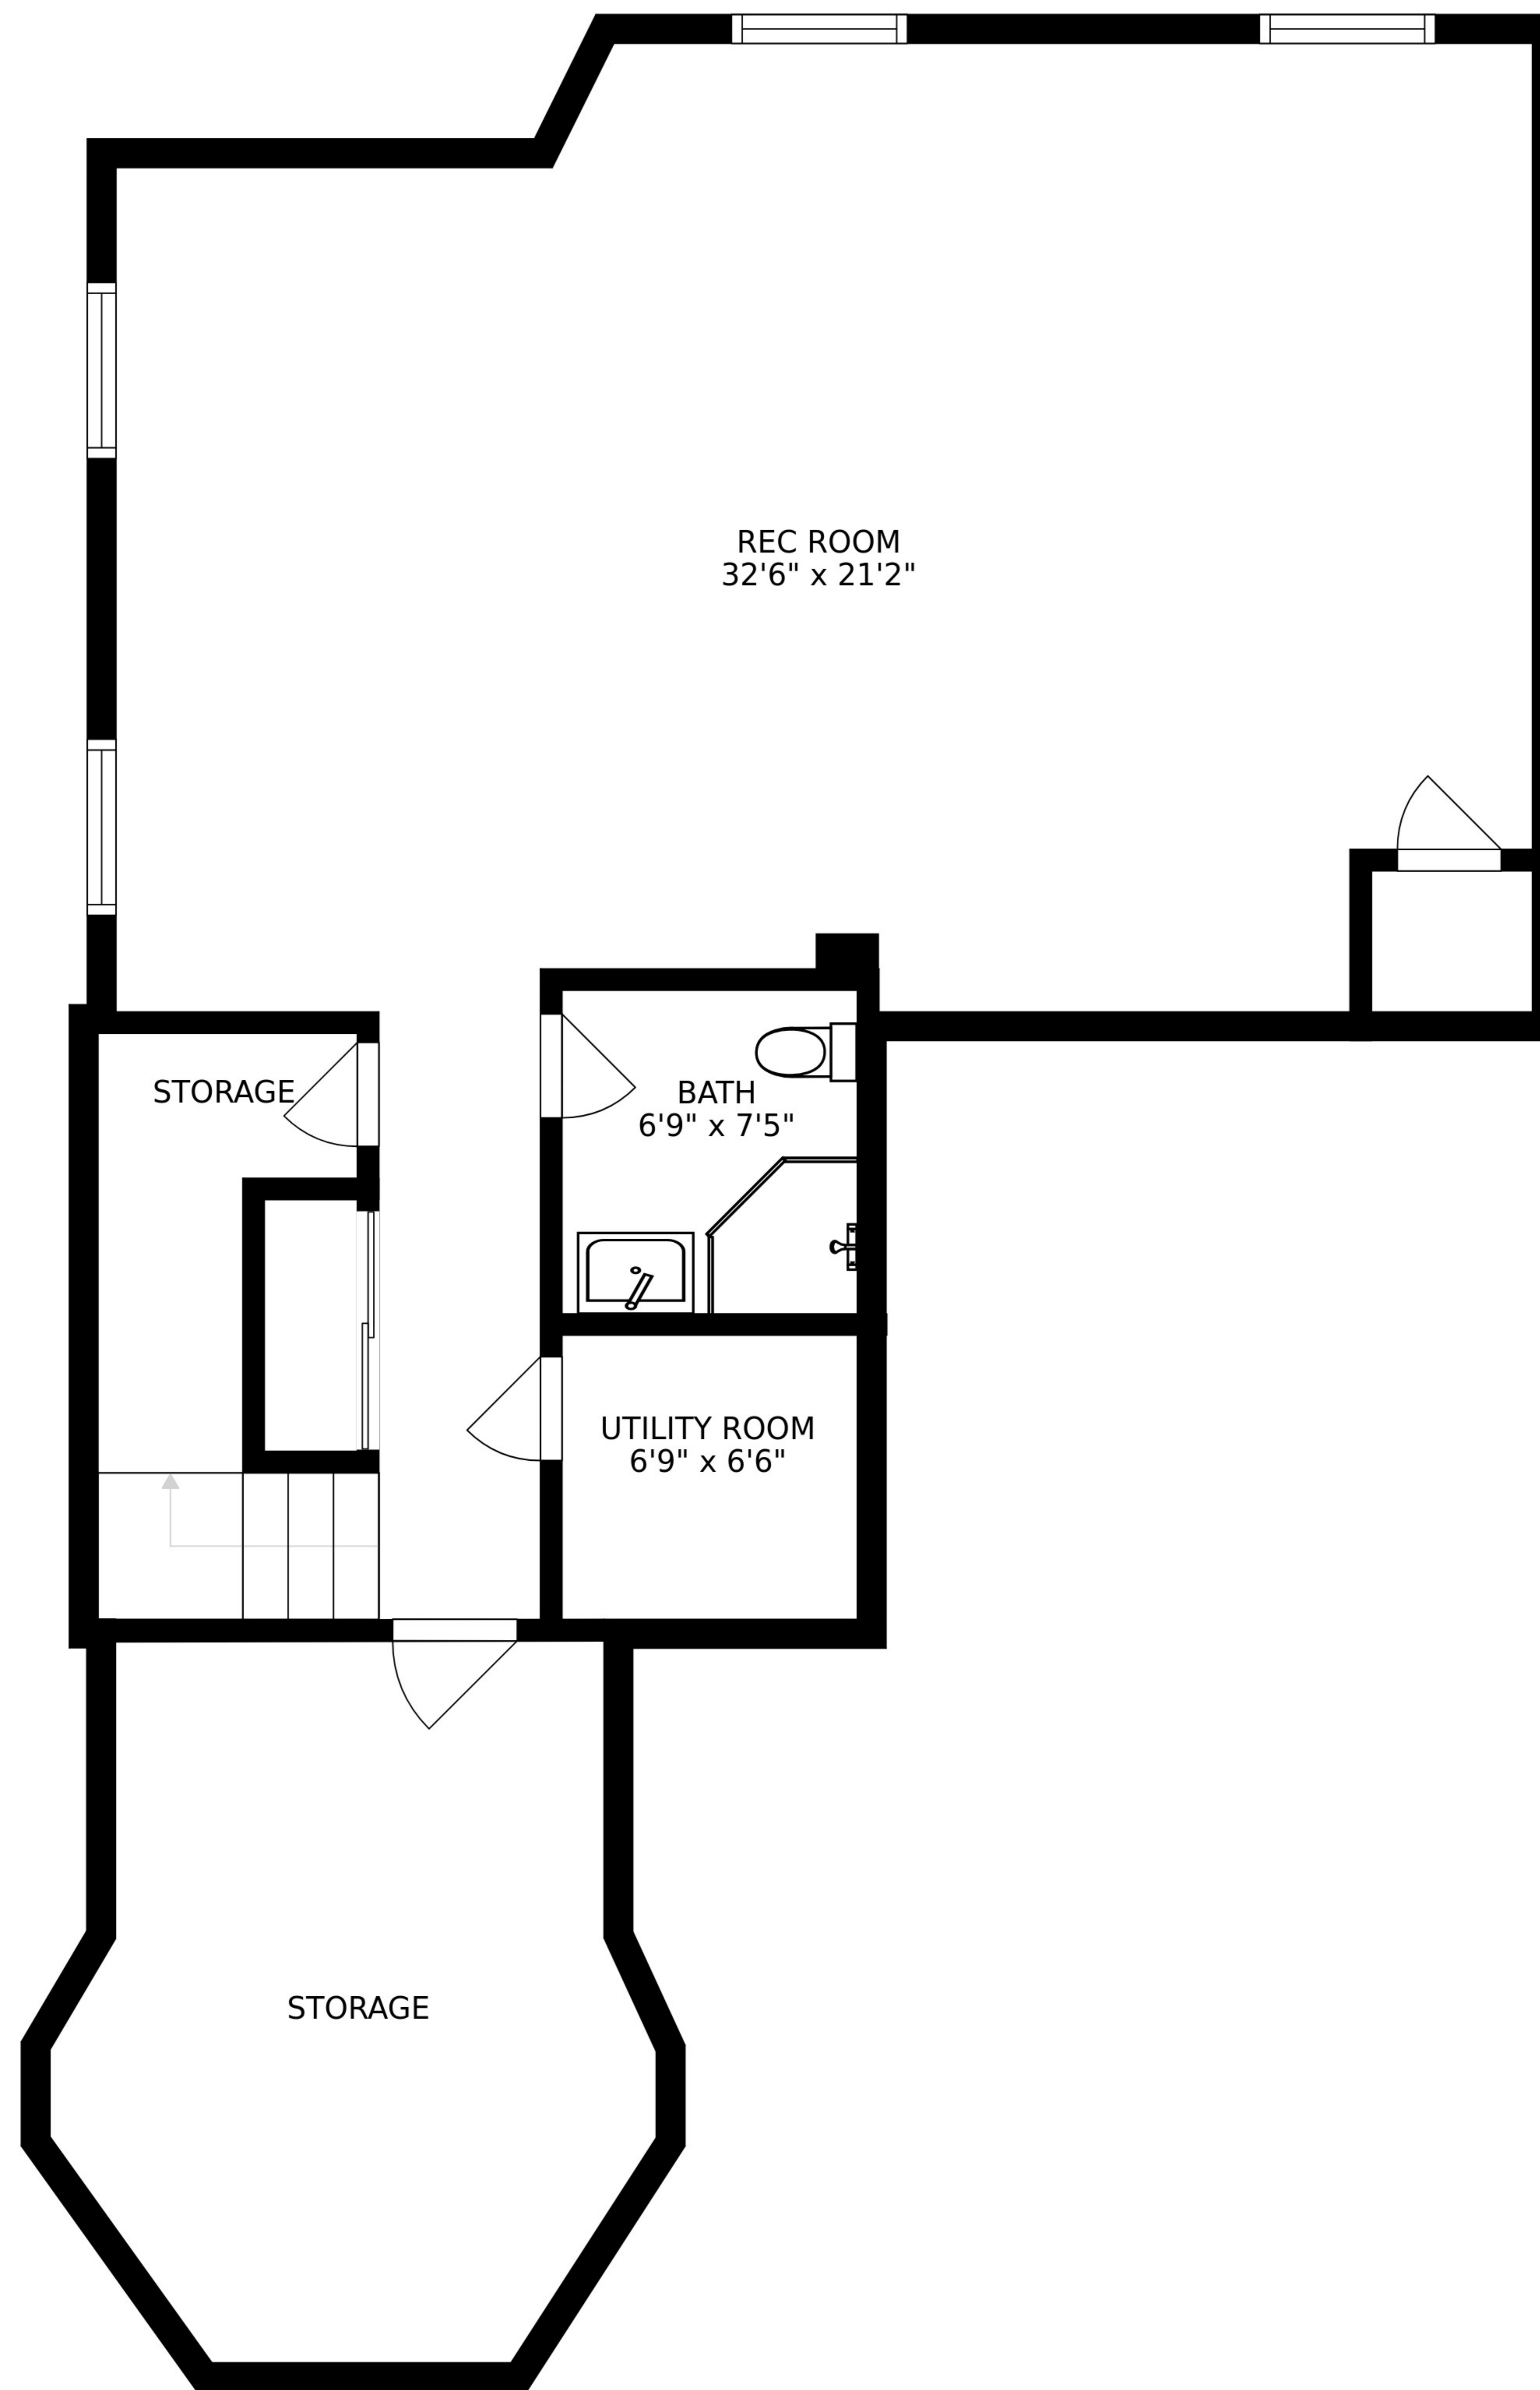 REC ROOM
32'6" x 21'2"
STORAGE
BATH
6'9" x 7'5"
UTILITY ROOM
6'9" x 6'6"
STORAGE